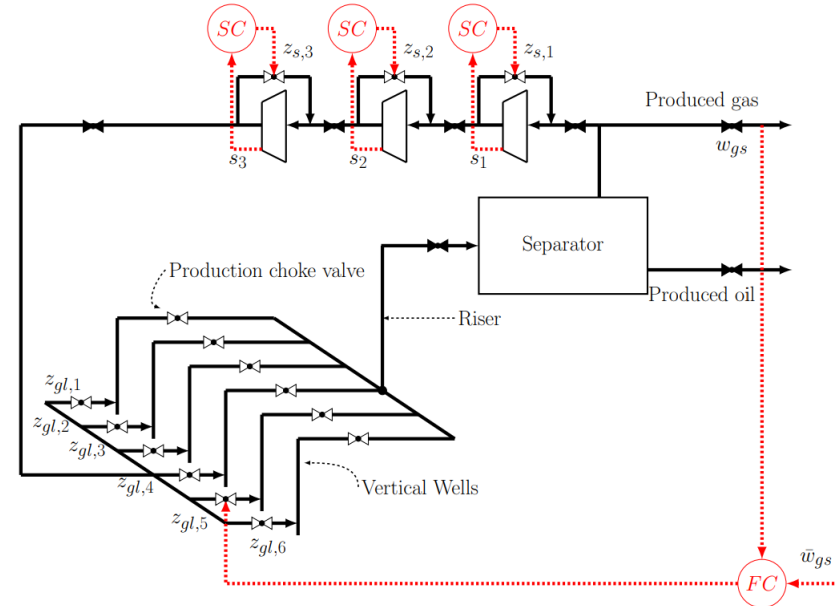 SC
SC
SC
z_{s,3}
z_{s,2}
z_{s,1}
Produced gas
s_3
s_2
s_1
w_{gs}
Separator
Production choke valve
Produced oil
Riser
z_{gl,1}
z_{gl,2}
z_{gl,3}
z_{gl,4}
Vertical Wells
z_{gl,5}
z_{gl,6}
\bar{w}_{gs}
FC